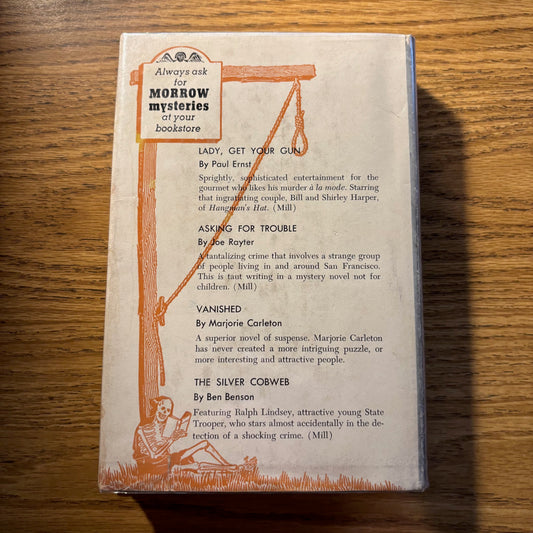 Always ask
for
MORROW
mysteries
at your
bookstore
LADY, GET YOUR GUN
By Paul Ernst
Sprightly, sophisticated entertainment for the
gourmet who likes his murder à la mode. Starring
that ingratiating couple, Bill and Shirley Harper,
of Hangman's Hat. (Mill)
ASKING FOR TROUBLE
By Joe Rayter
A tantalizing crime that involves a strange group
of people living in and around San Francisco.
This is taut writing in a mystery novel not for
children. (Mill)
VANISHED
By Marjorie Carleton
A superior novel of suspense. Marjorie Carleton
has never created a more intriguing puzzle, or
more interesting and attractive people.
THE SILVER COBWEB
By Ben Benson
Featuring Ralph Lindsey, attractive young State
Trooper, who stars almost accidentally in the de-
tection of a shocking crime. (Mill)